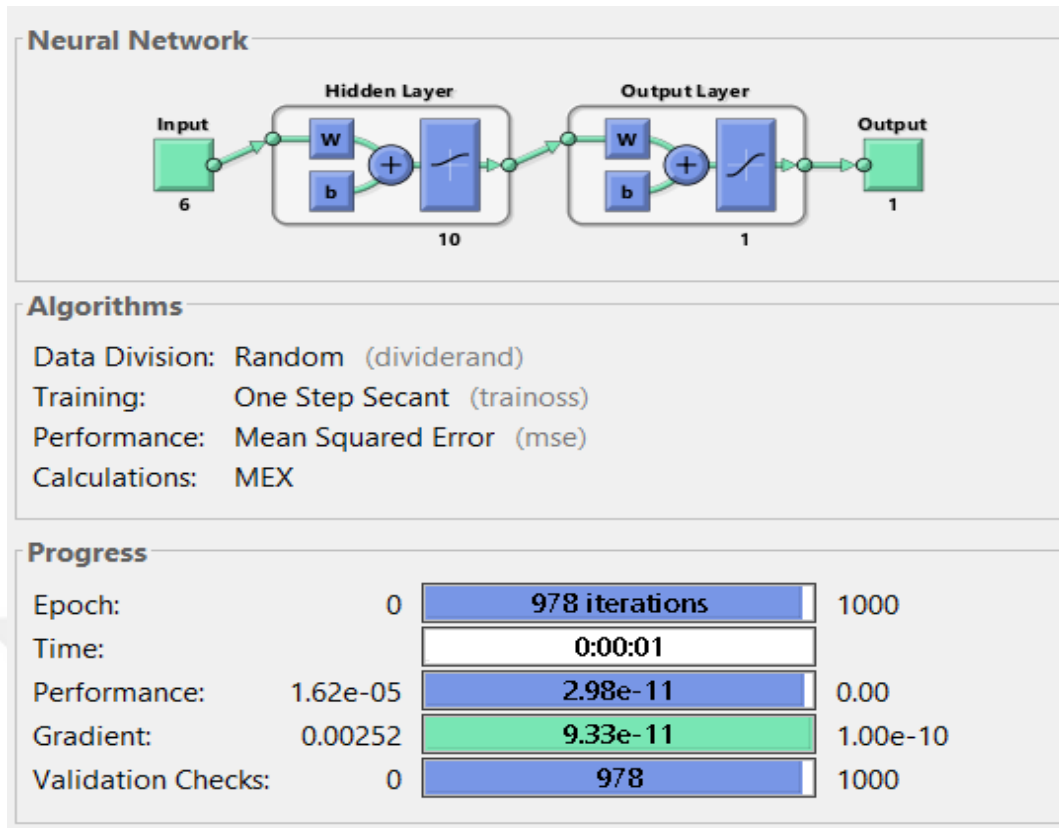 Neural Network
Hidden Layer
Output Layer
Input
Output
W
W
+
+
b
b
6
10
1
1
Algorithms
Data Division: Random (dividerand)
Training: One Step Secant (trainoss)
Performance: Mean Squared Error (mse)
Calculations: MEX
Progress
Epoch: 0 978 iterations 1000
Time: 0:00:01
Performance: 1.62e-05 2.98e-11 0.00
Gradient: 0.00252 9.33e-11 1.00e-10
Validation Checks: 0 978 1000